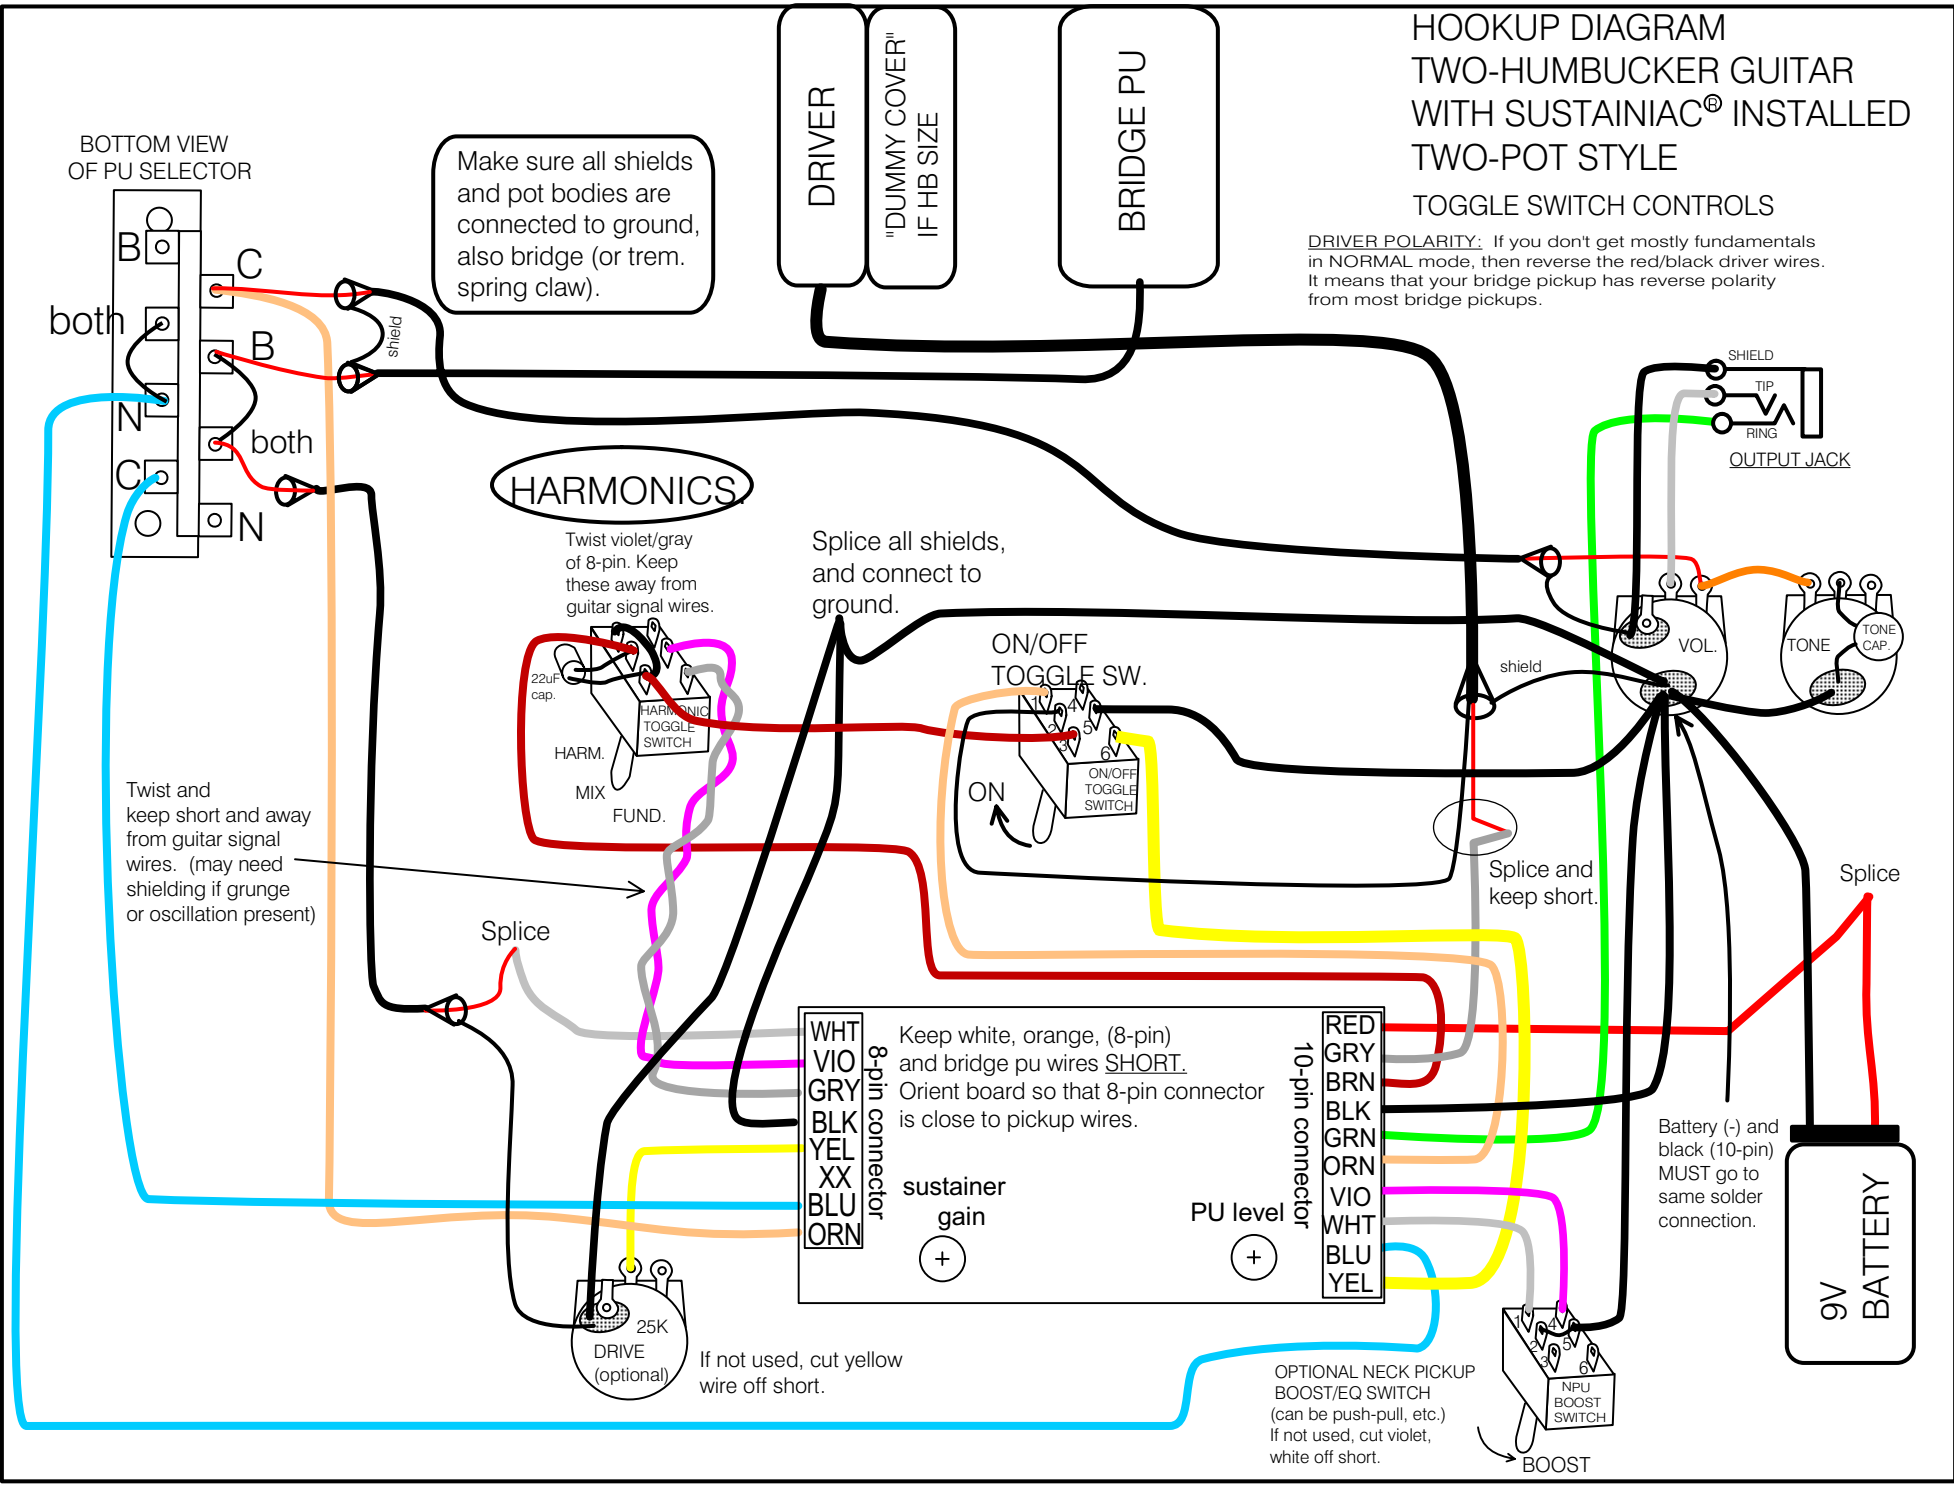 HOOKUP DIAGRAM
TWO-HUMBUCKER GUITAR
WITH SUSTAINIAC® INSTALLED
TWO-POT STYLE
TOGGLE SWITCH CONTROLS
DRIVER POLARITY: If you don't get mostly fundamentals
in NORMAL mode, then reverse the red/black driver wires.
It means that your bridge pickup has reverse polarity
from most bridge pickups.
DRIVER
"DUMMY COVER"
IF HB SIZE
BRIDGE PU
BOTTOM VIEW
OF PU SELECTOR
B
C
both
B
N
both
C
N
Make sure all shields
and pot bodies are
connected to ground,
also bridge (or trem.
spring claw).
shield
SHIELD
TIP
RING
OUTPUT JACK
HARMONICS.
Twist violet/gray
of 8-pin. Keep
these away from
guitar signal wires.
22uF
cap.
HARMONIC
TOGGLE
SWITCH
HARM.
MIX
FUND.
Splice all shields,
and connect to
ground.
ON/OFF
TOGGLE SW.
1
2
3
4
5
6
ON/OFF
TOGGLE
SWITCH
ON
shield
VOL.
TONE
TONE
CAP.
Splice and
keep short.
Splice
Twist and
keep short and away
from guitar signal
wires. (may need
shielding if grunge
or oscillation present)
Splice
WHT
VIO
GRY
BLK
YEL
XX
BLU
ORN
8-pin connector
Keep white, orange, (8-pin)
and bridge pu wires SHORT.
Orient board so that 8-pin connector
is close to pickup wires.
sustainer
gain
+
PU level
+
10-pin connector
RED
GRY
BRN
BLK
GRN
ORN
VIO
WHT
BLU
YEL
Battery (-) and
black (10-pin)
MUST go to
same solder
connection.
9V
BATTERY
25K
DRIVE
(optional)
If not used, cut yellow
wire off short.
OPTIONAL NECK PICKUP
BOOST/EQ SWITCH
(can be push-pull, etc.)
If not used, cut violet,
white off short.
1
2
3
4
5
6
NPU
BOOST
SWITCH
BOOST